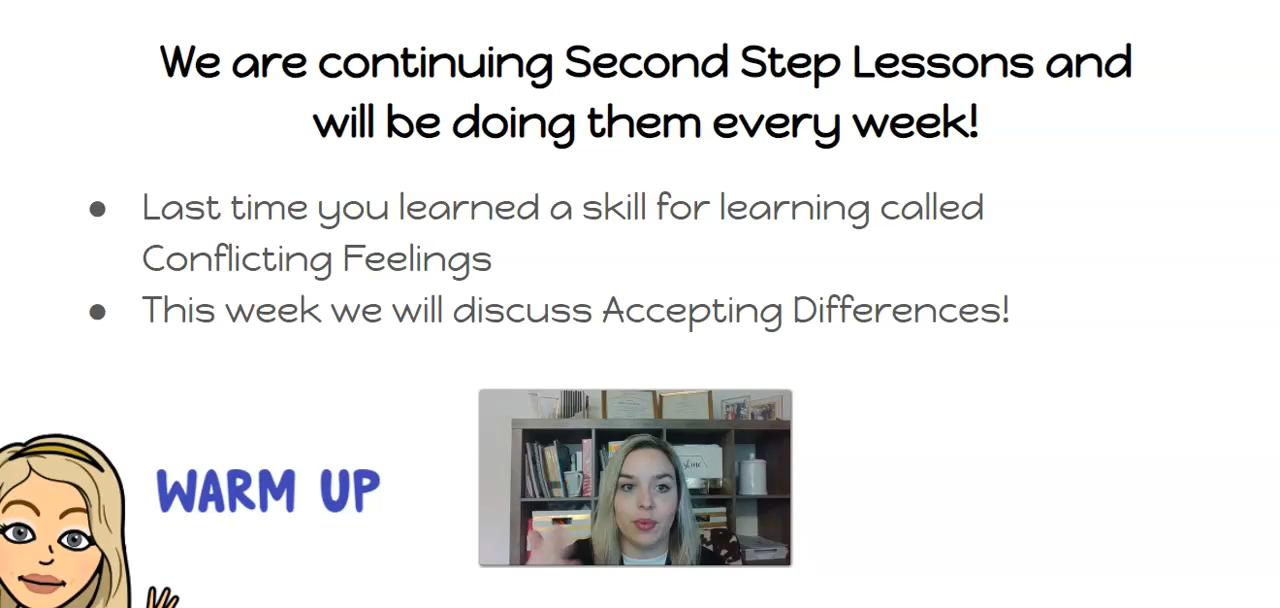 We are continuing Second Step Lessons and
will be doing them every week!
● Last time you learned a skill for learning called
Conflicting Feelings
● This week we will discuss Accepting Differences!
WARM UP